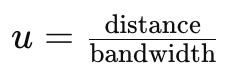 u = distance / bandwidth